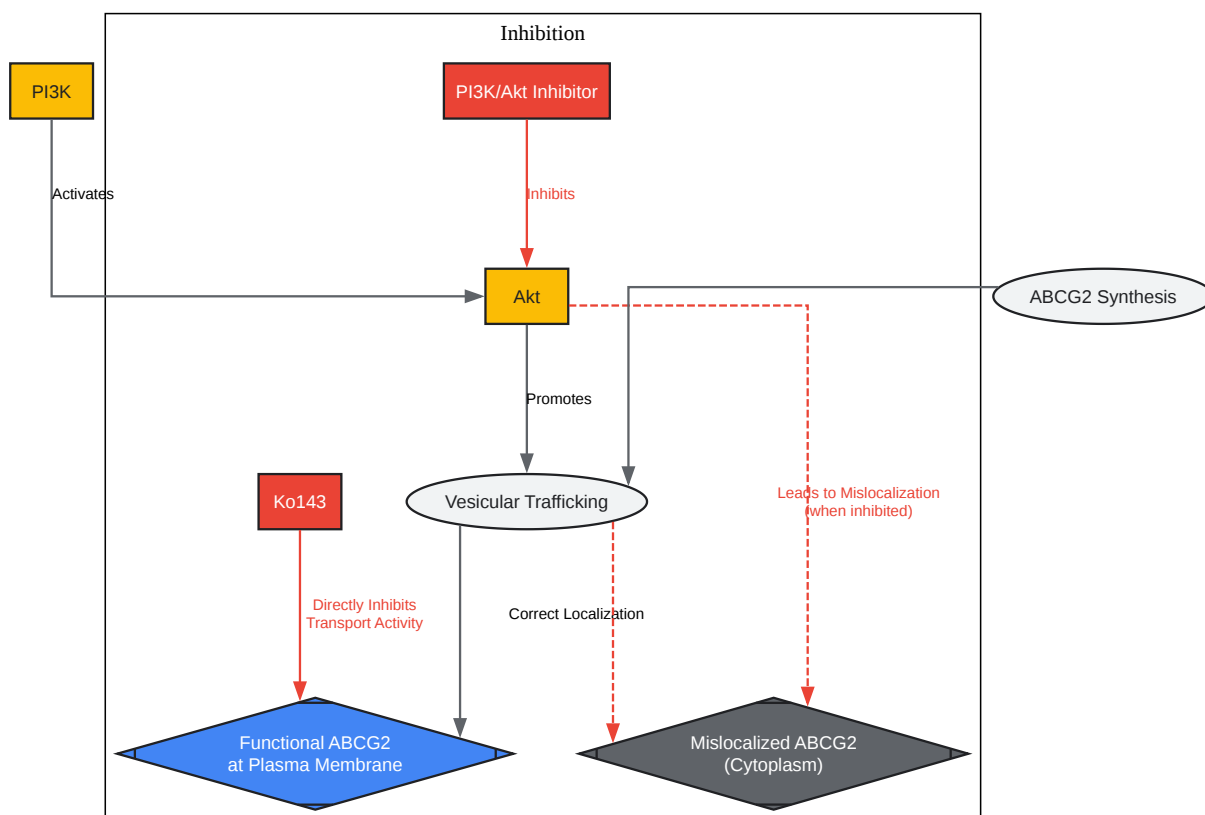 Inhibition
PI3K
PI3K/Akt Inhibitor
Activates
Inhibits
Akt
ABCG2 Synthesis
Promotes
Ko143
Vesicular Trafficking
Leads to Mislocalization
(when inhibited)
Directly Inhibits
Transport Activity
Correct Localization
Functional ABCG2
at Plasma Membrane
Mislocalized ABCG2
(Cytoplasm)